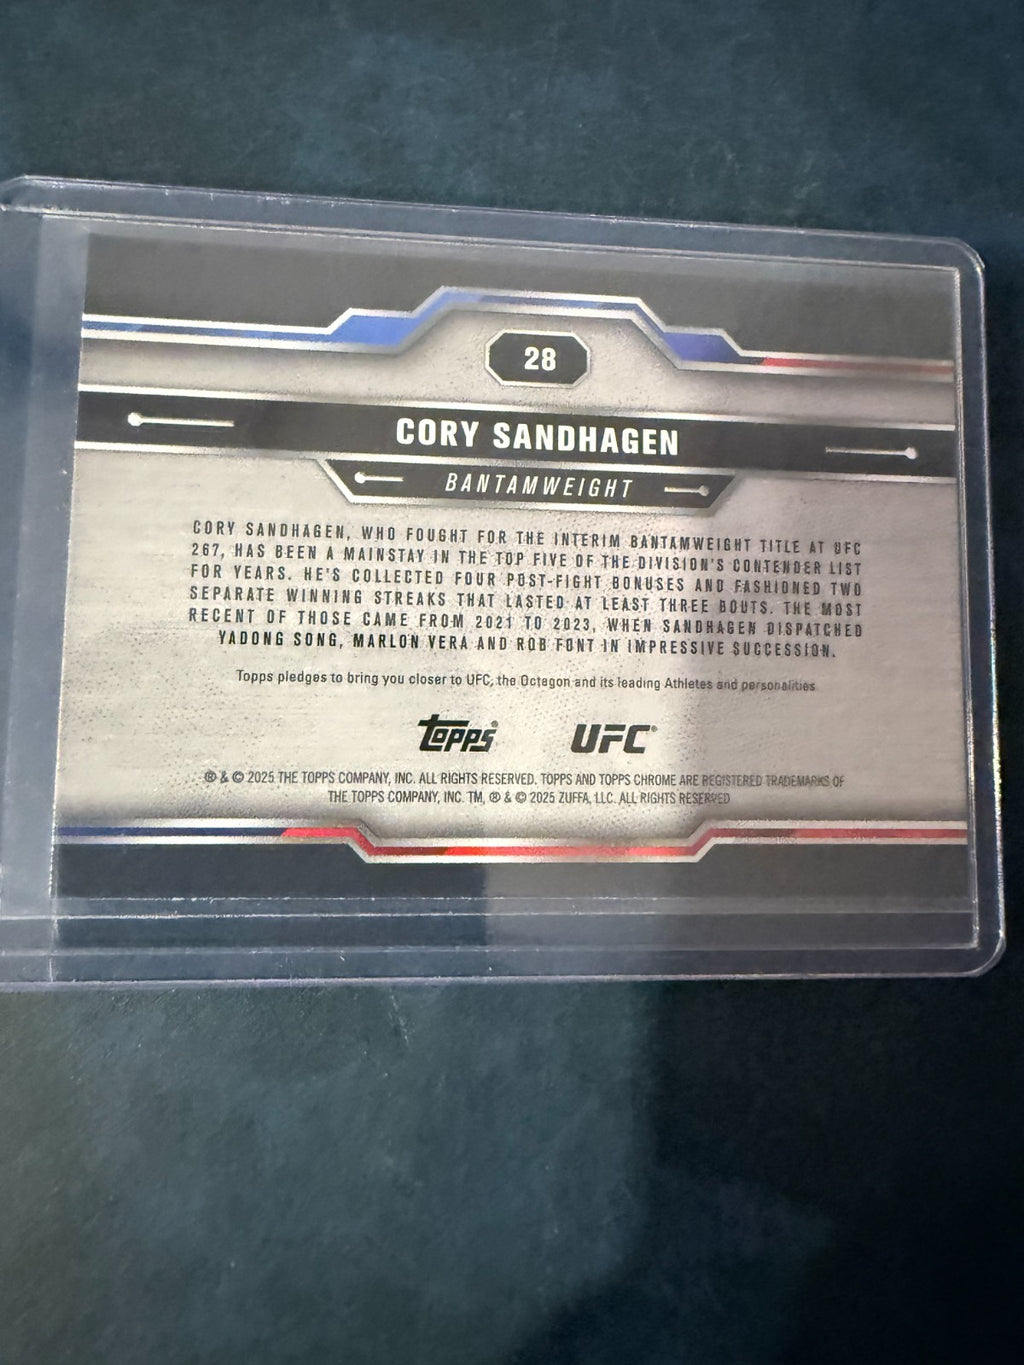 28
CORY SANDHAGEN
BANTAMWEIGHT
CORY SANDHAGEN, WHO FOUGHT FOR THE INTERIM BANTAMWEIGHT TITLE AT UFC
267, HAS BEEN A MAINSTAY IN THE TOP FIVE OF THE DIVISION'S CONTENDER LIST
FOR YEARS. HE'S COLLECTED FOUR POST-FIGHT BONUSES AND FASHIONED TWO
SEPARATE WINNING STREAKS THAT LASTED AT LEAST THREE BOUTS. THE MOST
RECENT OF THOSE CAME FROM 2021 TO 2023, WHEN SANDHAGEN DISPATCHED
YADONG SONG, MARLON VERA AND ROB FONT IN IMPRESSIVE SUCCESSION.
Topps pledges to bring you closer to UFC, the Octagon and its leading Athletes and personalities
Topps® UFC®
® & © 2025 THE TOPPS COMPANY, INC. ALL RIGHTS RESERVED. TOPPS AND TOPPS CHROME ARE REGISTERED TRADEMARKS OF
THE TOPPS COMPANY, INC. TM, ® & © 2025 ZUFFA, LLC. ALL RIGHTS RESERVED